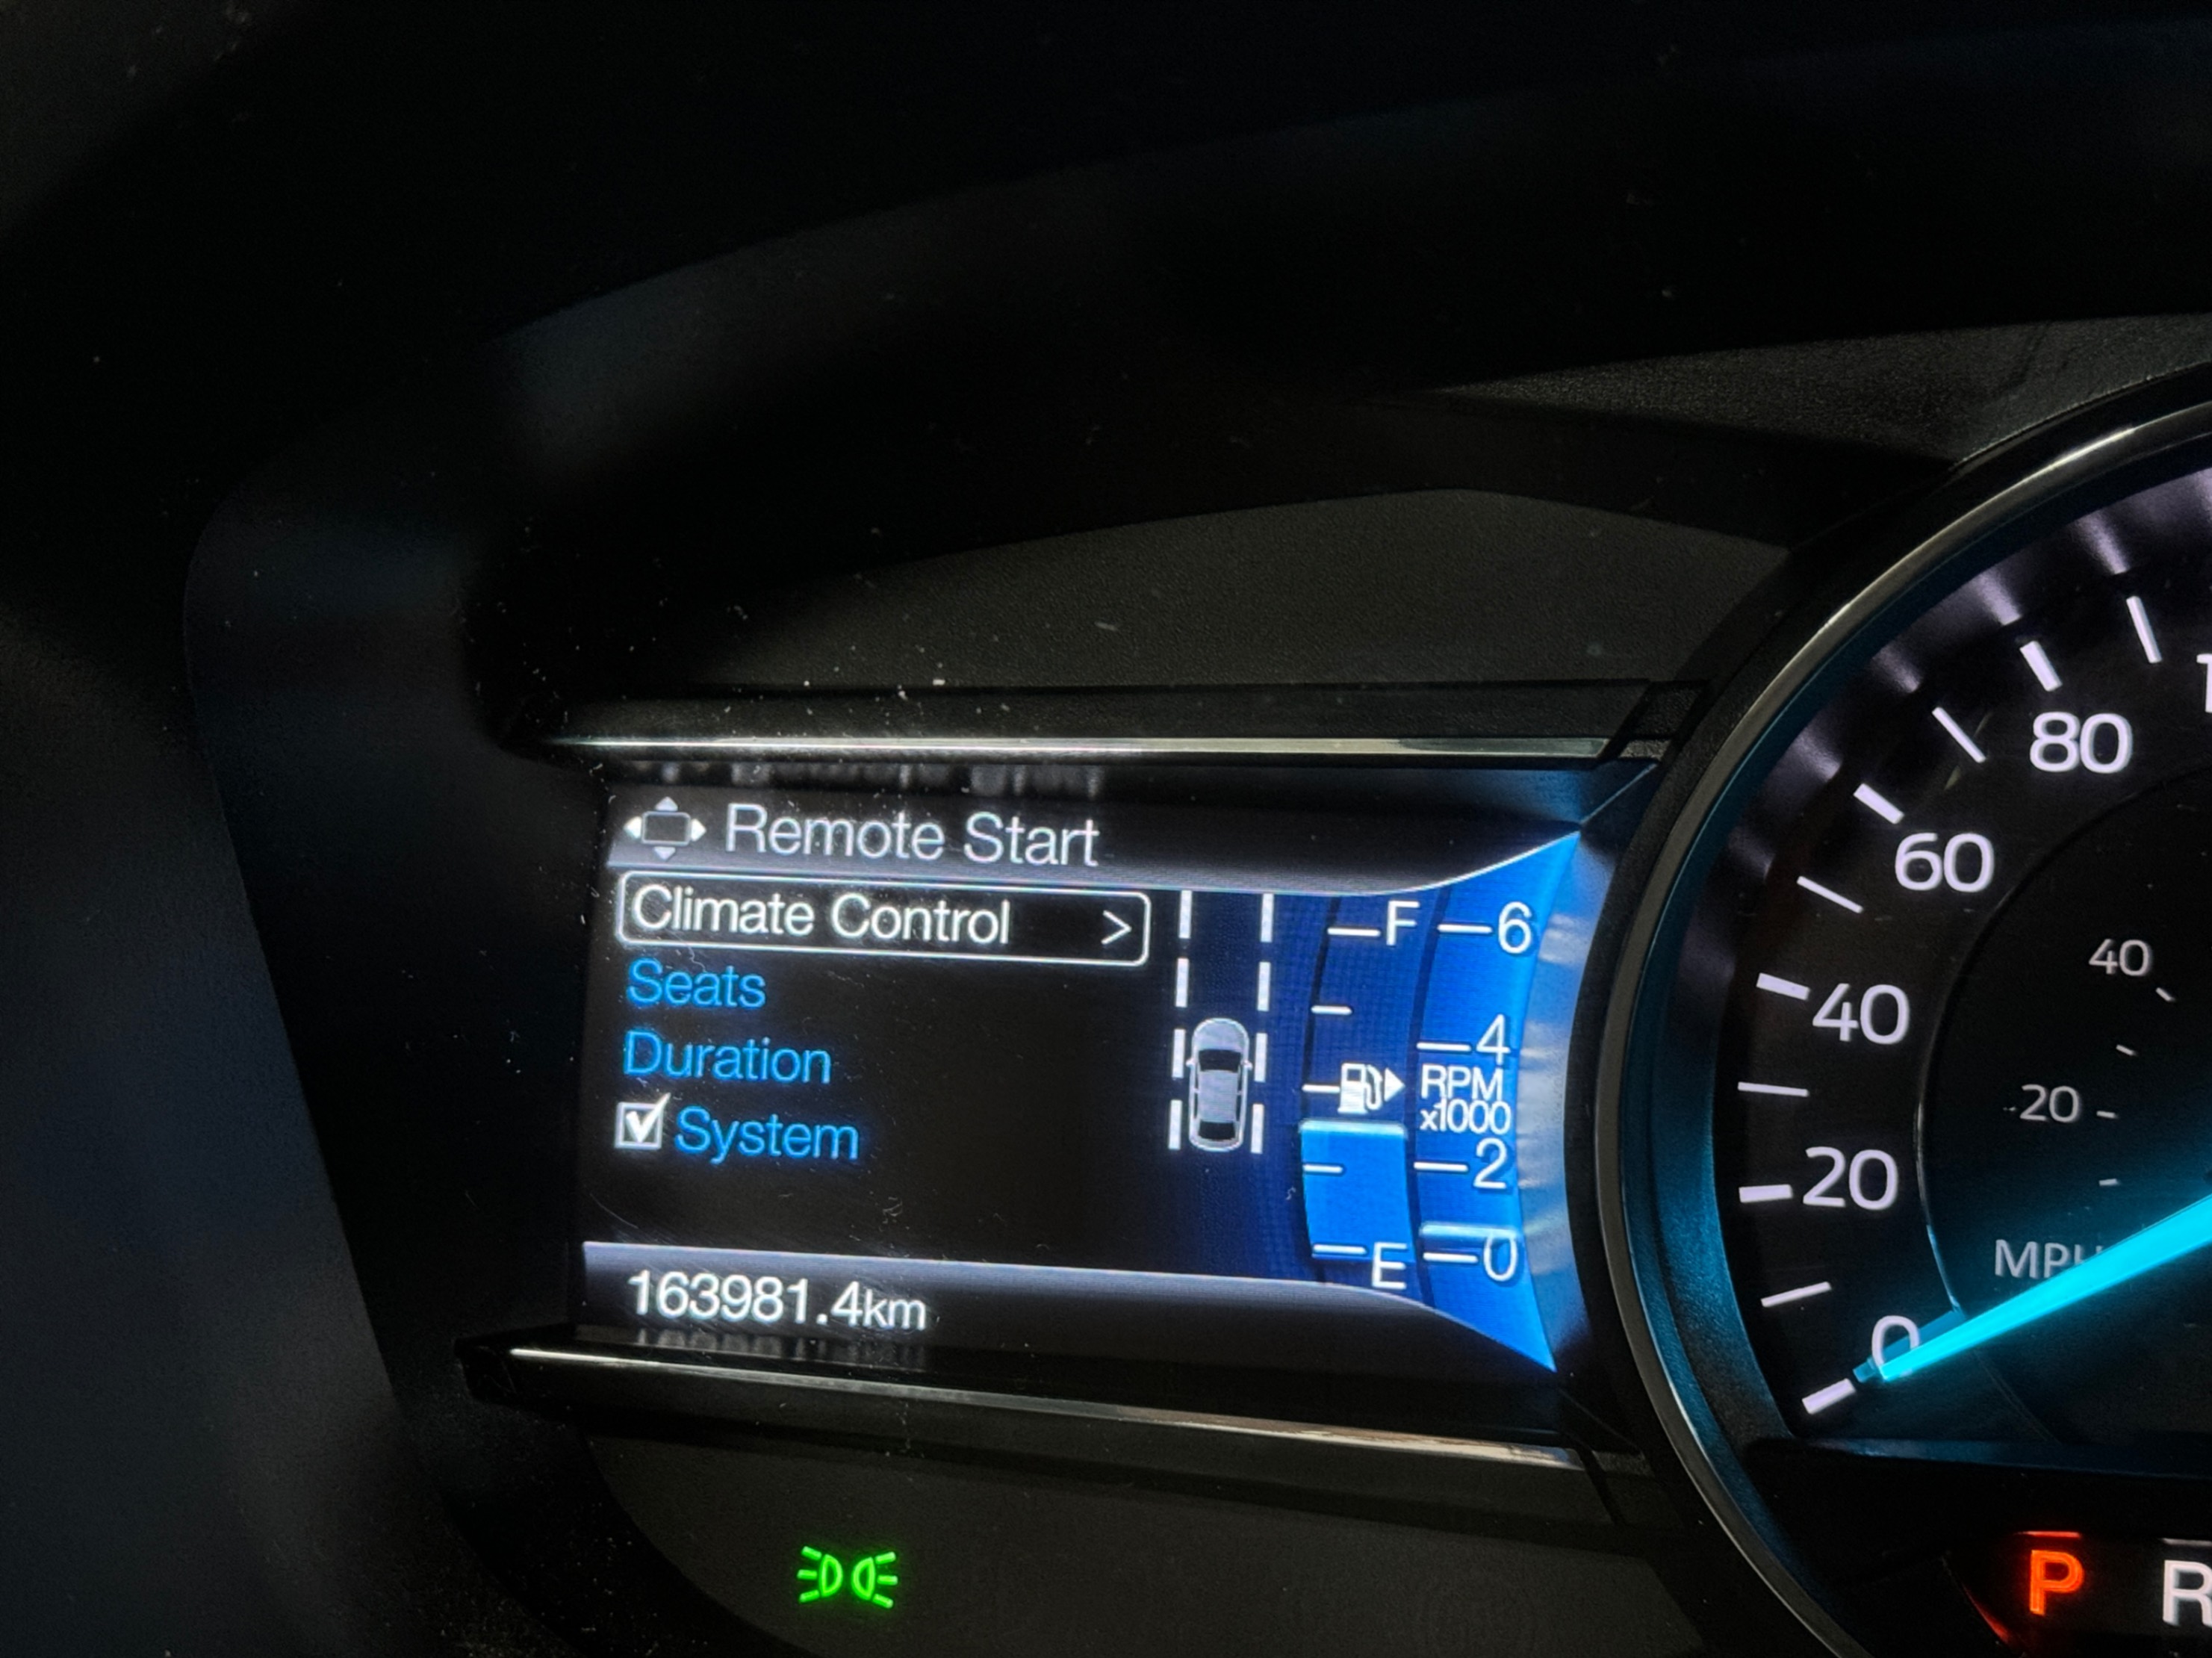 Remote Start
Climate Control >
Seats
Duration
System
163981.4km
F
E
6
4
RPM
x1000
2
0
80
60
40
20
0
40
20
P R